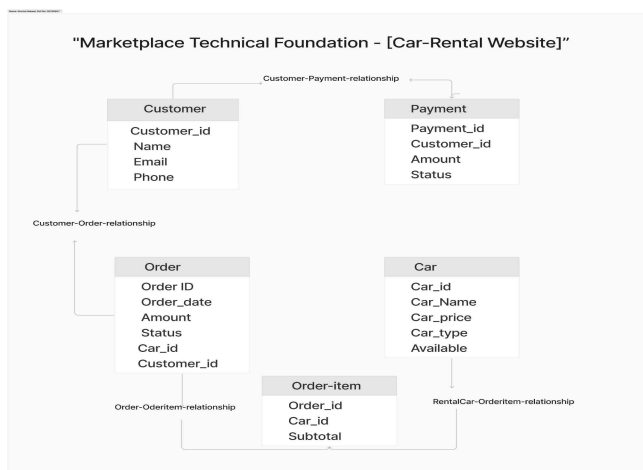 "Marketplace Technical Foundation - [Car-Rental Website]”
Customer-Payment-relationship
Customer
Customer_id
Name
Email
Phone
Payment
Payment_id
Customer_id
Amount
Status
Customer-Order-relationship
Order
Order ID
Order_date
Amount
Status
Car_id
Customer_id
Car
Car_id
Car_Name
Car_price
Car_type
Available
Order-Oderitem-relationship
Order-item
Order_id
Car_id
Subtotal
RentalCar-Orderitem-relationship